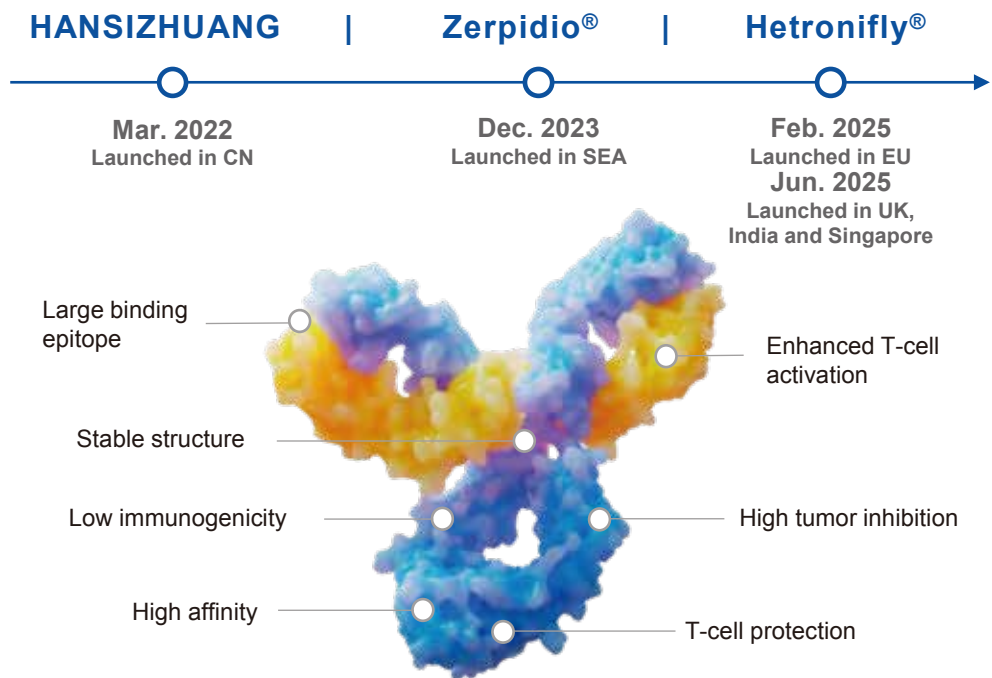 HANSIZHUANG | Zerpidio® | Hetronifly®
Mar. 2022
Launched in CN
Dec. 2023
Launched in SEA
Feb. 2025
Launched in EU
Jun. 2025
Launched in UK,
India and Singapore
Large binding
epitope
Enhanced T-cell
activation
Stable structure
Low immunogenicity
High tumor inhibition
High affinity
T-cell protection